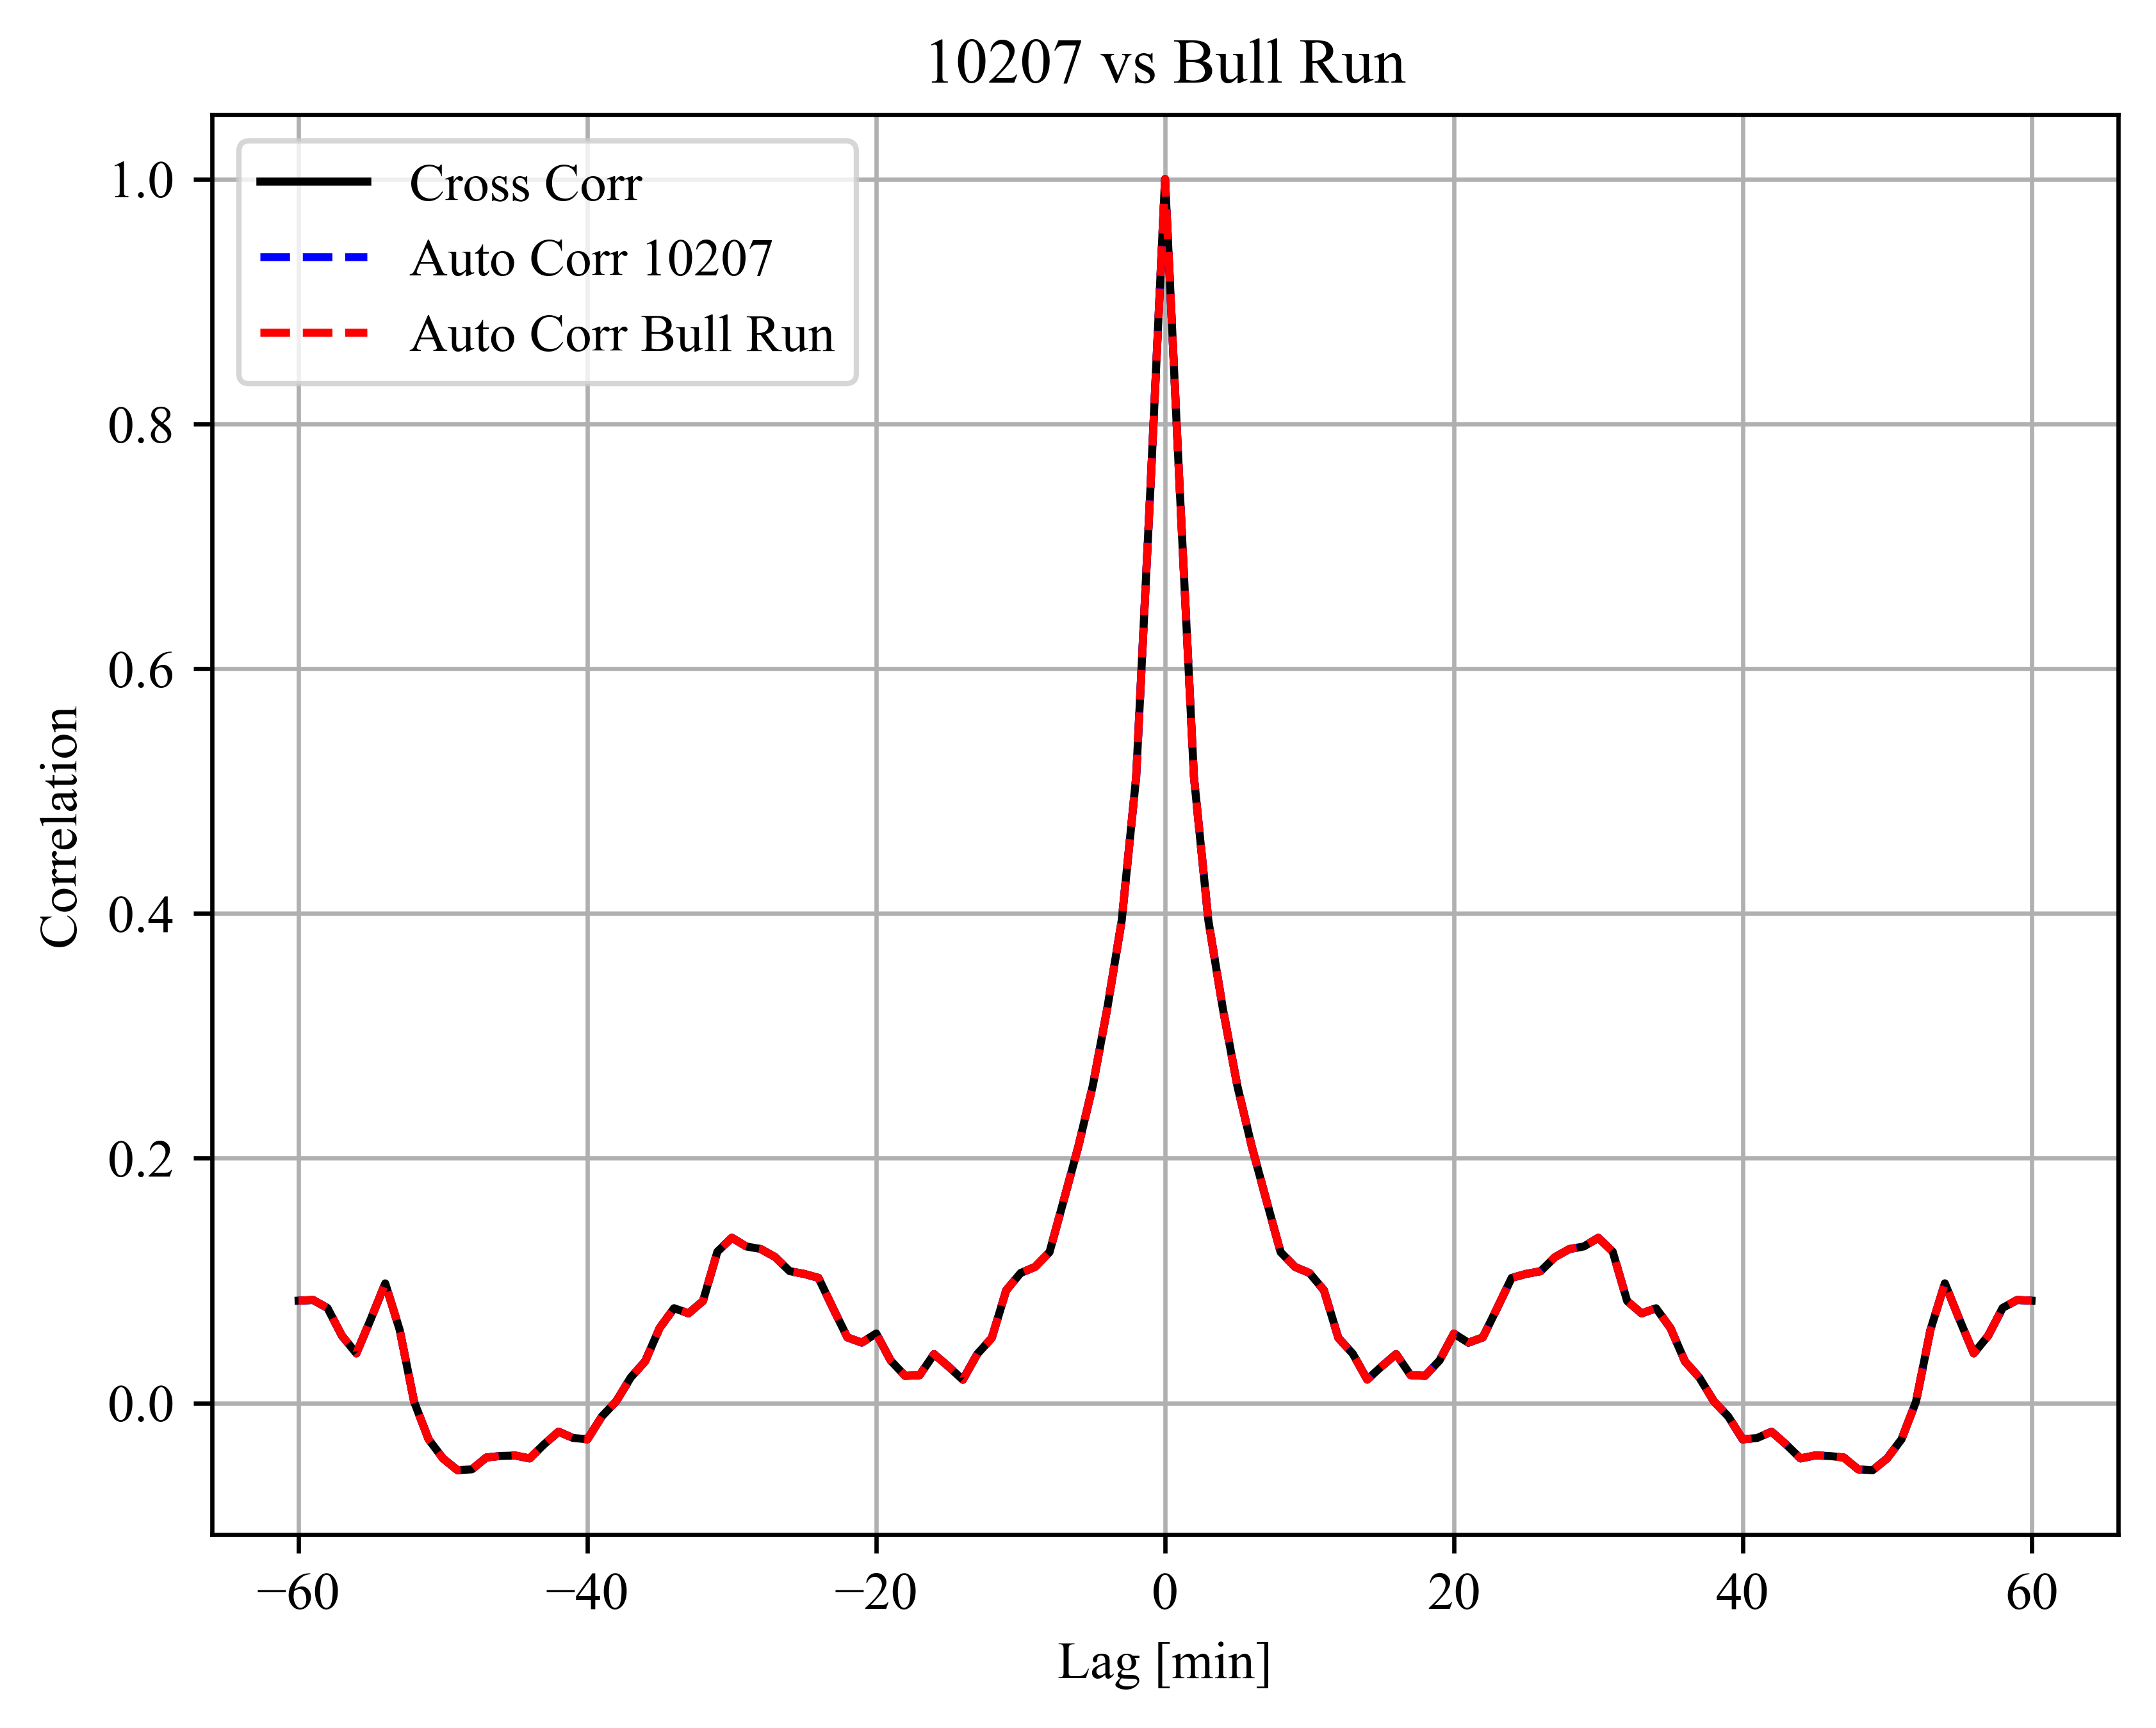 10207 vs Bull Run
Cross Corr
Auto Corr 10207
Auto Corr Bull Run
1.0
0.8
0.6
0.4
0.2
0.0
Correlation
−60 −40 −20 0 20 40 60
Lag [min]